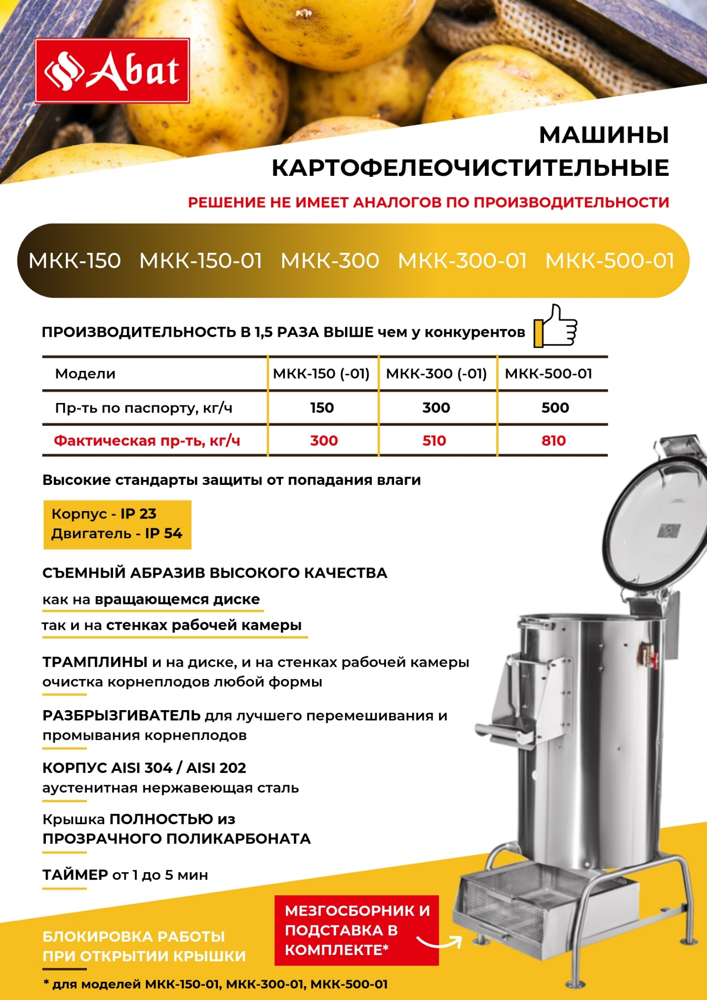 Abat
МАШИНЫ
КАРТОФЕЛЕОЧИСТИТЕЛЬНЫЕ
РЕШЕНИЕ НЕ ИМЕЕТ АНАЛОГОВ ПО ПРОИЗВОДИТЕЛЬНОСТИ
МКК-150 МКК-150-01 МКК-300 МКК-300-01 МКК-500-01
ПРОИЗВОДИТЕЛЬНОСТЬ В 1,5 РАЗА ВЫШЕ чем у конкурентов
Модели МКК-150 (-01) МКК-300 (-01) МКК-500-01
Пр-ть по паспорту, кг/ч 150 300 500
Фактическая пр-ть, кг/ч 300 510 810
Высокие стандарты защиты от попадания влаги
Корпус - IP 23
Двигатель - IP 54
СЪЕМНЫЙ АБРАЗИВ ВЫСОКОГО КАЧЕСТВА
как на вращающемся диске
так и на стенках рабочей камеры
ТРАМПЛИНЫ и на диске, и на стенках рабочей камеры
очистка корнеплодов любой формы
РАЗБРЫЗГИВАТЕЛЬ для лучшего перемешивания и
промывания корнеплодов
КОРПУС AISI 304 / AISI 202
аустенитная нержавеющая сталь
Крышка ПОЛНОСТЬЮ из
ПРОЗРАЧНОГО ПОЛИКАРБОНАТА
ТАЙМЕР от 1 до 5 мин
МЕЗГОСБОРНИК И
ПОДСТАВКА В
КОМПЛЕКТЕ*
БЛОКИРОВКА РАБОТЫ
ПРИ ОТКРЫТИИ КРЫШКИ
* для моделей МКК-150-01, МКК-300-01, МКК-500-01